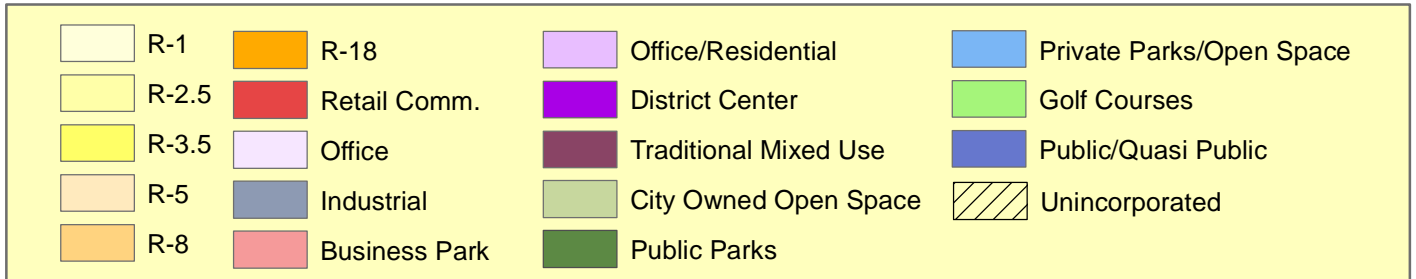 R-1
R-2.5
R-3.5
R-5
R-8
R-18
Retail Comm.
Office
Industrial
Business Park
Office/Residential
District Center
Traditional Mixed Use
City Owned Open Space
Public Parks
Private Parks/Open Space
Golf Courses
Public/Quasi Public
Unincorporated